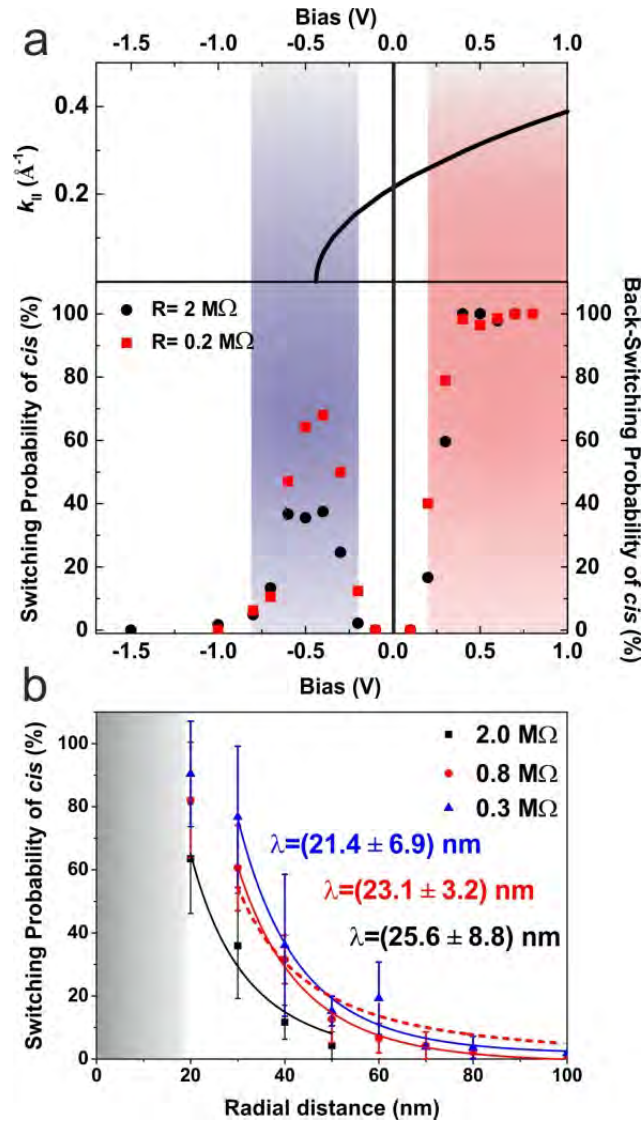 a
Bias (V)
-1.5 -1.0 -0.5 0.0 0.5 1.0
0.4
0.2
k|| (Å-1)
Switching Probability of cis (%)
Back-Switching Probability of cis (%)
R= 2 MΩ
R= 0.2 MΩ
100 100
80 80
60 60
40 40
20 20
0 0
-1.5 -1.0 -0.5 0.0 0.5 1.0
Bias (V)
b
Switching Probability of cis (%)
100
80
60
40
20
0
2.0 MΩ
0.8 MΩ
0.3 MΩ
λ=(21.4 ± 6.9) nm
λ=(23.1 ± 3.2) nm
λ=(25.6 ± 8.8) nm
0 20 40 60 80 100
Radial distance (nm)